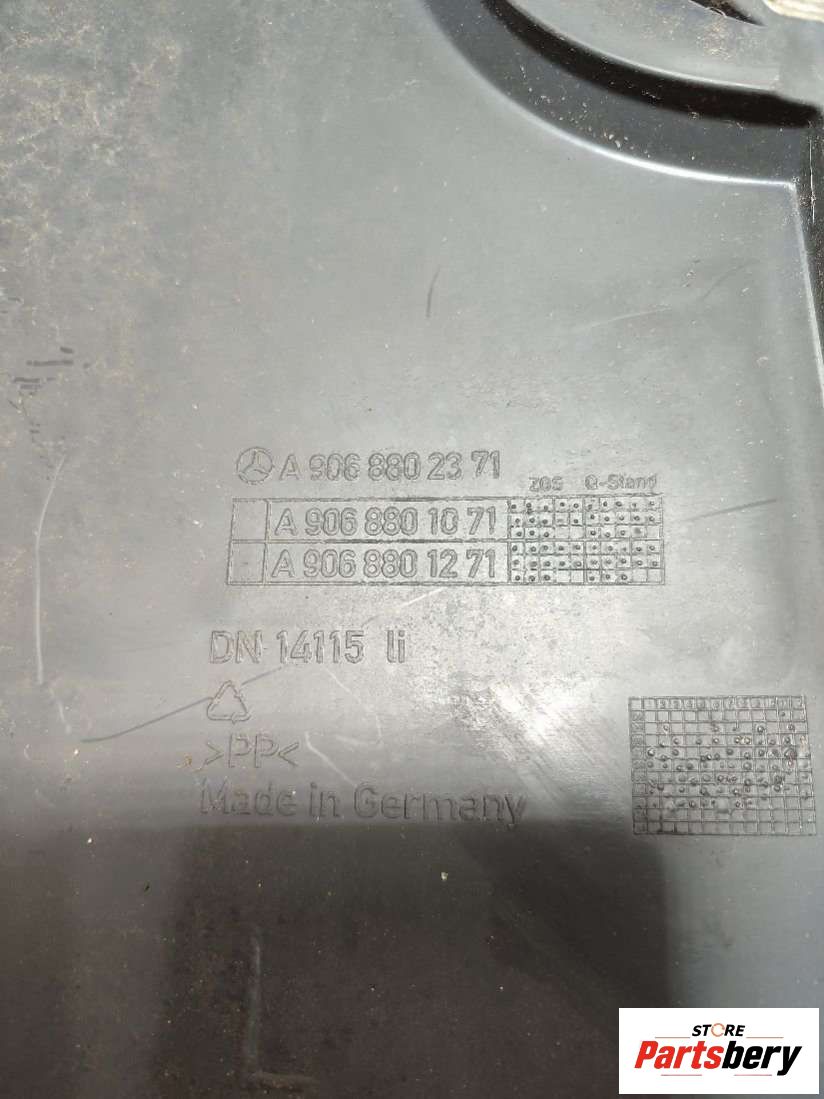 A 906 880 23 71
ZGS Q-Stand
A 906 880 10 71
A 906 880 12 71
DN 14115 li
>PP<
Made in Germany
STORE
Partsbery